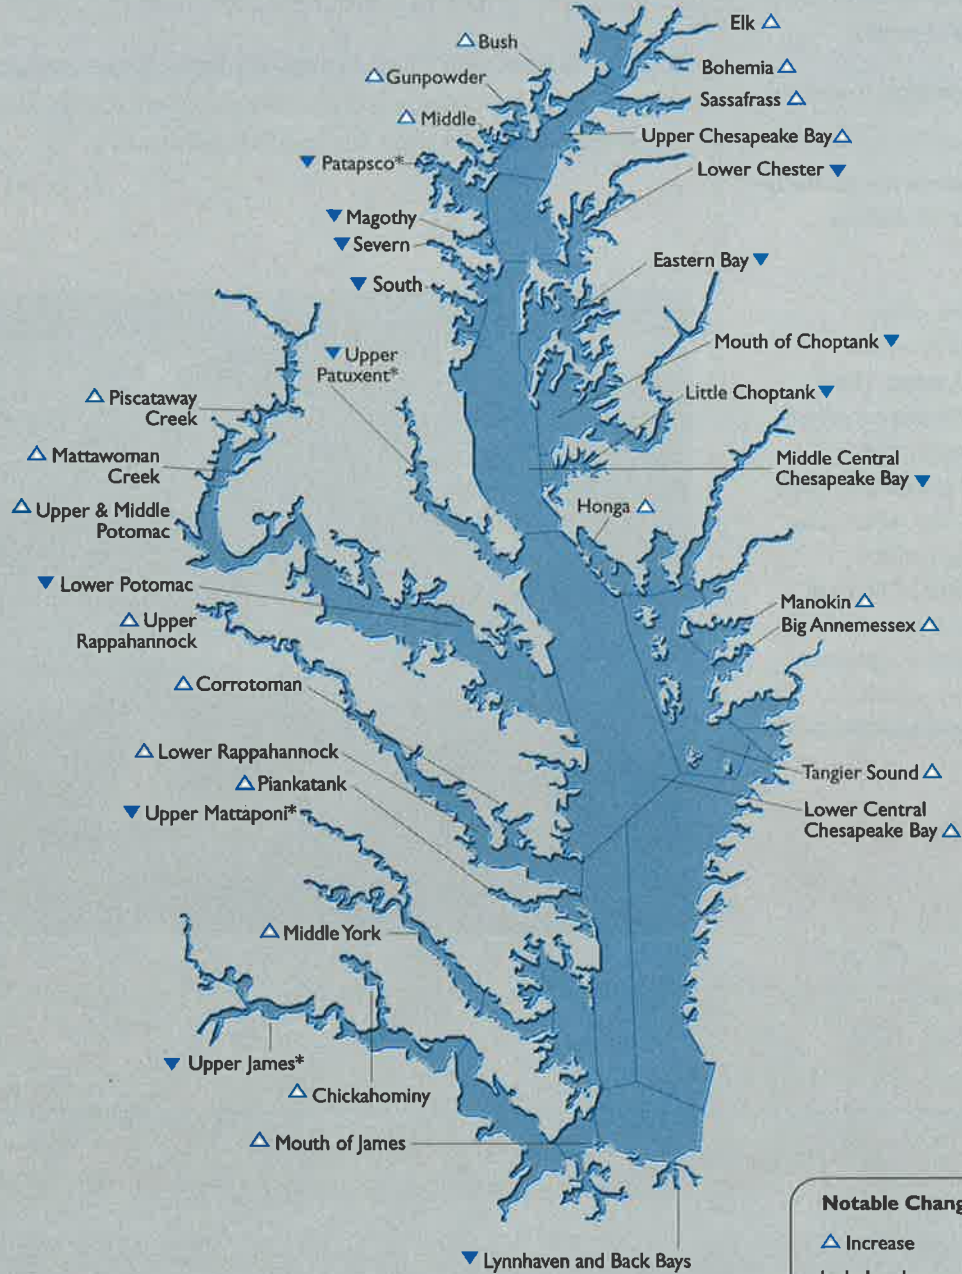 Elk
Bush
Bohemia
Gunpowder
Sassafrass
Middle
Upper Chesapeake Bay
Patapsco*
Lower Chester
Magothy
Severn
Eastern Bay
South
Mouth of Choptank
Upper
Patuxent*
Little Choptank
Piscataway
Creek
Mattawoman
Creek
Middle Central
Chesapeake Bay
Honga
Upper & Middle
Potomac
Lower Potomac
Manokin
Upper
Rappahannock
Big Annemessex
Corrotoman
Lower Rappahannock
Tangier Sound
Piankatank
Upper Mattaponi*
Lower Central
Chesapeake Bay
Middle York
Upper James*
Chickahominy
Mouth of James
Lynnhaven and Back Bays
Notable Chang
Increase